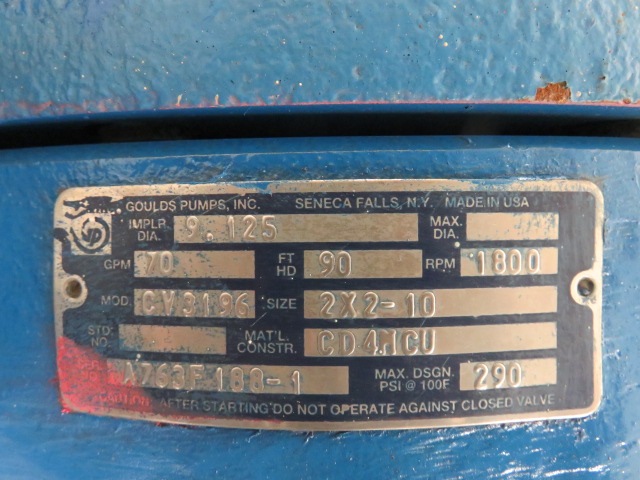 GOULDS PUMPS, INC. SENECA FALLS, N.Y. MADE IN USA
IMPLR DIA. 9.125 MAX. DIA.
GPM 70 FT HD 90 RPM 1800
MOD. CV3196 SIZE 2X2-10
STD. NO. MAT'L. CONSTR. CD4MCU
A763F188-1 MAX. DSGN. PSI @ 100F 290
CAUTION: AFTER STARTING DO NOT OPERATE AGAINST CLOSED VALVE